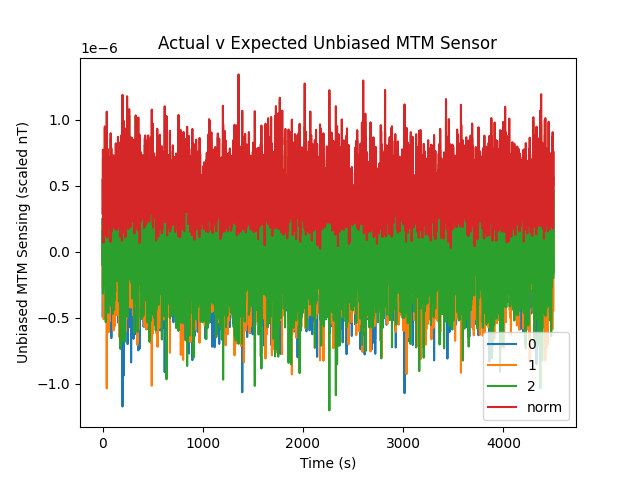 Actual v Expected Unbiased MTM Sensor
1e−6
Unbiased MTM Sensing (scaled nT)
1.0
0.5
0.0
−0.5
−1.0
0
1
2
norm
0 1000 2000 3000 4000
Time (s)